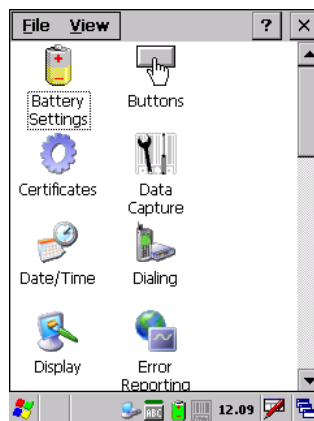 File View ? ×
Battery Settings
Buttons
Certificates
Data Capture
Date/Time
Dialing
Display
Error Reporting
ABC 12.09